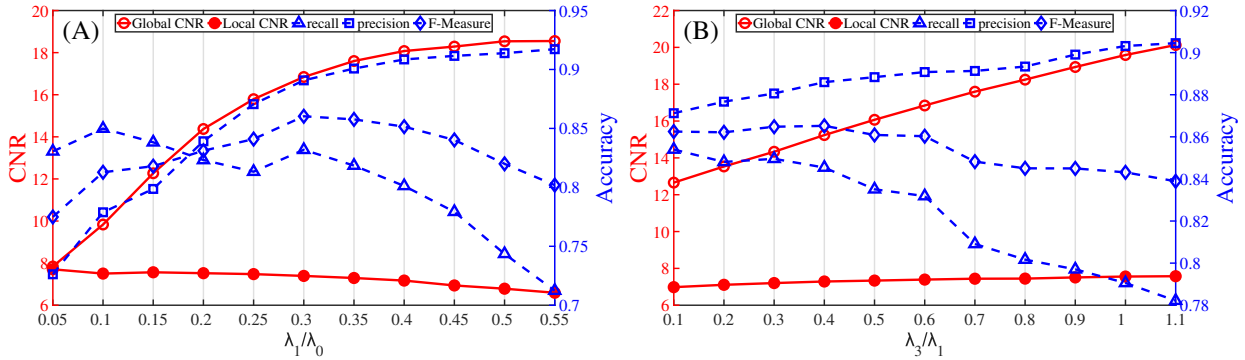 Global CNR Local CNR recall precision F-Measure
(A)
CNR
20
18
16
14
12
10
8
6
0.95
0.9
0.85
0.8
0.75
0.7
Accuracy
0.05 0.1 0.15 0.2 0.25 0.3 0.35 0.4 0.45 0.5 0.55
λ1/λ0
Global CNR Local CNR recall precision F-Measure
(B)
CNR
22
20
18
16
14
12
10
8
6
0.92
0.9
0.88
0.86
0.84
0.82
0.8
0.78
Accuracy
0.1 0.2 0.3 0.4 0.5 0.6 0.7 0.8 0.9 1 1.1
λ3/λ1